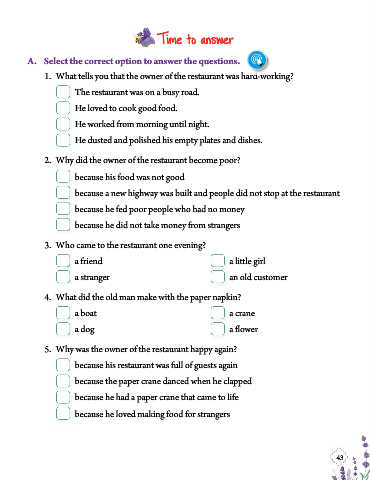 Time to answer
A. Select the correct option to answer the questions.
1. What tells you that the owner of the restaurant was hard-working?
The restaurant was on a busy road.
He loved to cook good food.
He worked from morning until night.
He dusted and polished his empty plates and dishes.
2. Why did the owner of the restaurant become poor?
because his food was not good
because a new highway was built and people did not stop at the restaurant
because he fed poor people who had no money
because he did not take money from strangers
3. Who came to the restaurant one evening?
a friend a little girl
a stranger an old customer
4. What did the old man make with the paper napkin?
a boat a crane
a dog a flower
5. Why was the owner of the restaurant happy again?
because his restaurant was full of guests again
because the paper crane danced when he clapped
because he had a paper crane that came to life
because he loved making food for strangers
43